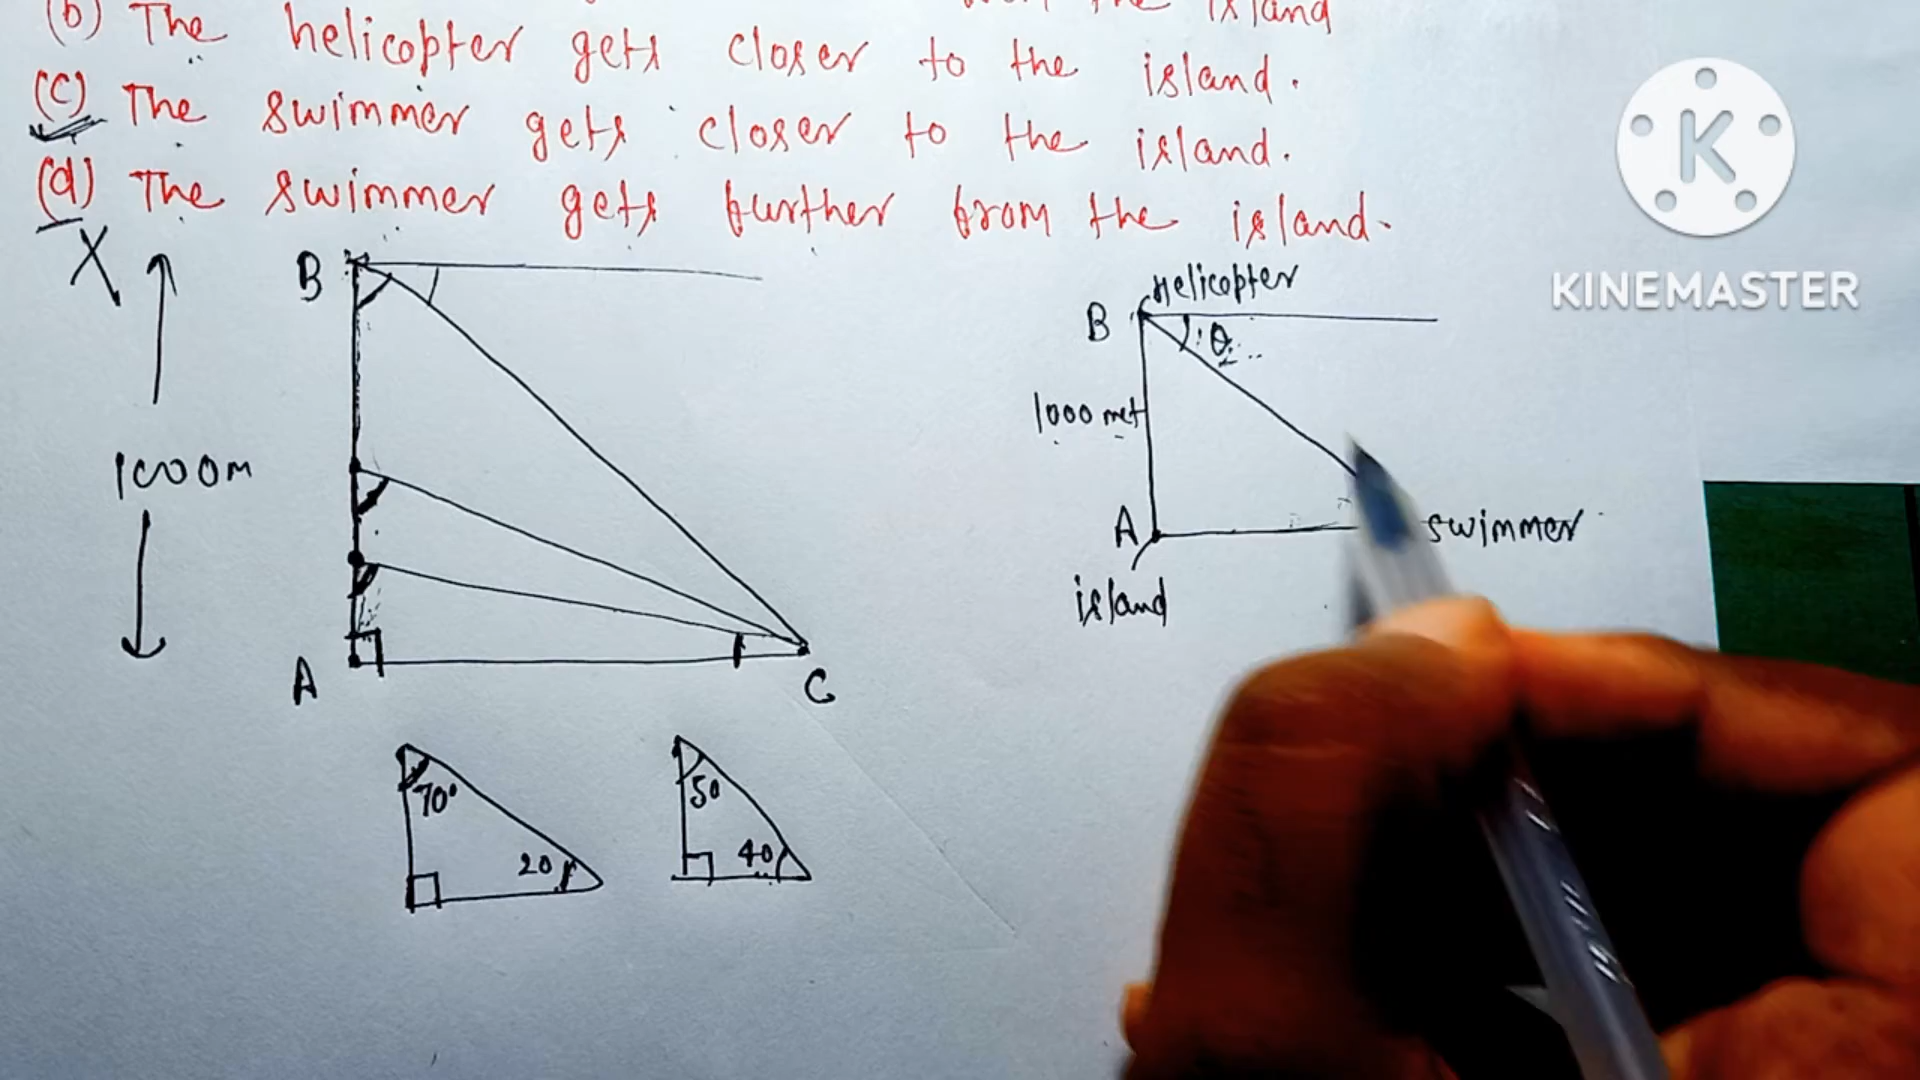 (b) The helicopter gets closer to the island.
(c) The swimmer gets closer to the island.
(d) The swimmer gets further from the island.
X
B
1000m
A
C
70°
20
50
40
Helicopter
B
θ
1000 met
A
swimmer
island
K
KINEMASTER